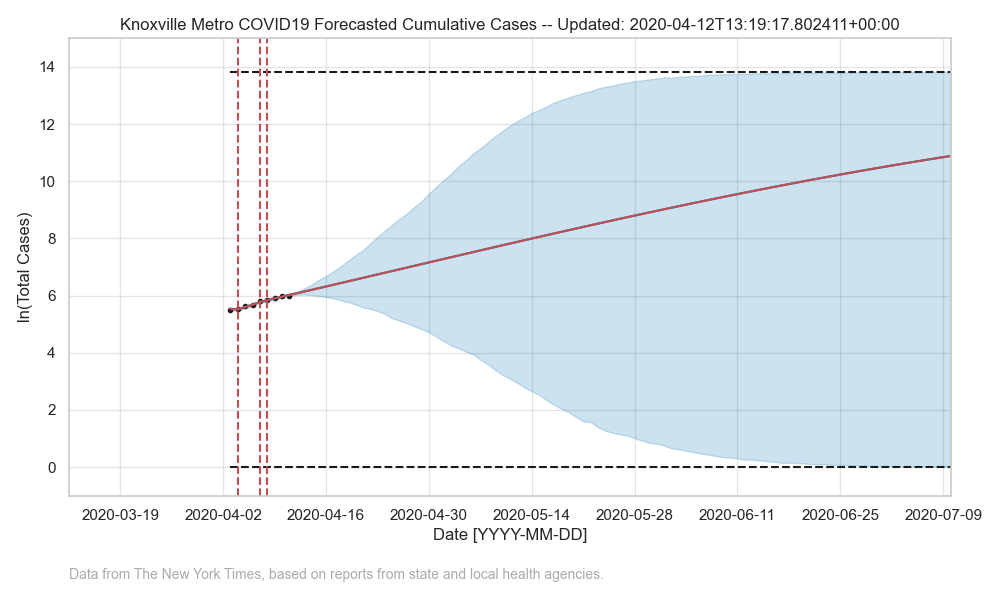 Knoxville Metro COVID19 Forecasted Cumulative Cases -- Updated: 2020-04-12T13:19:17.802411+00:00
ln(Total Cases)
14
12
10
8
6
4
2
0
2020-03-19 2020-04-02 2020-04-16 2020-04-30 2020-05-14 2020-05-28 2020-06-11 2020-06-25 2020-07-09
Date [YYYY-MM-DD]
Data from The New York Times, based on reports from state and local health agencies.